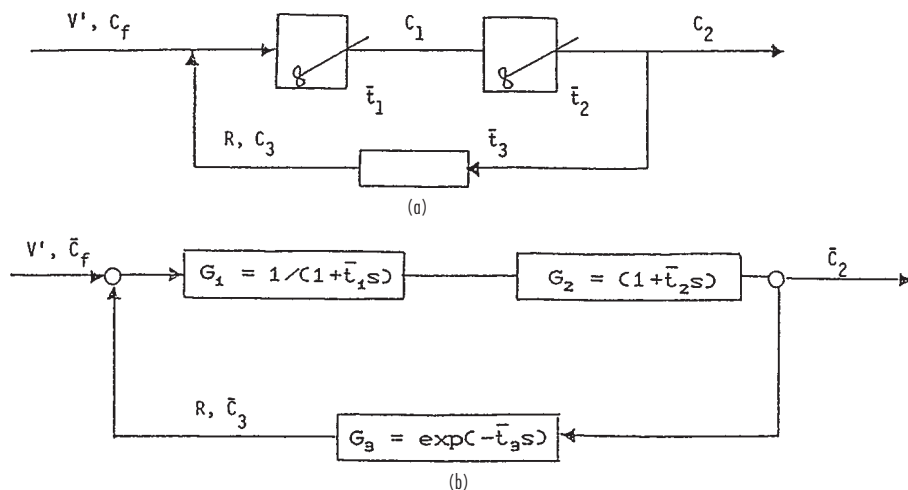 V', C_f
C_1
C_2
t̄_1
t̄_2
R, C_3
t̄_3
(a)
V', C̄_f
G_1 = 1/(1+t̄_1s)
G_2 = (1+t̄_2s)
C̄_2
R, C̄_3
G_3 = exp(-t̄_3s)
(b)